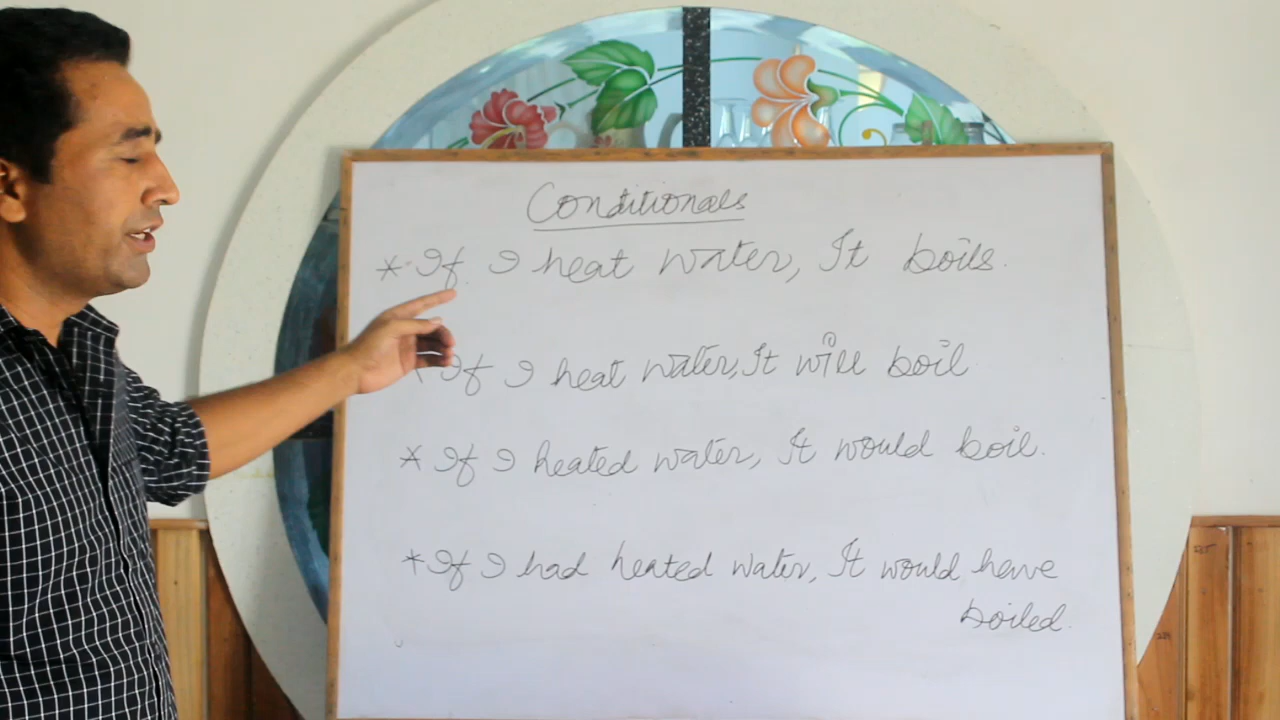 Conditionals
* If I heat water, It boils.
* If I heat water, It will boil
* If I heated water, It would boil.
* If I had heated water, It would have
boiled.